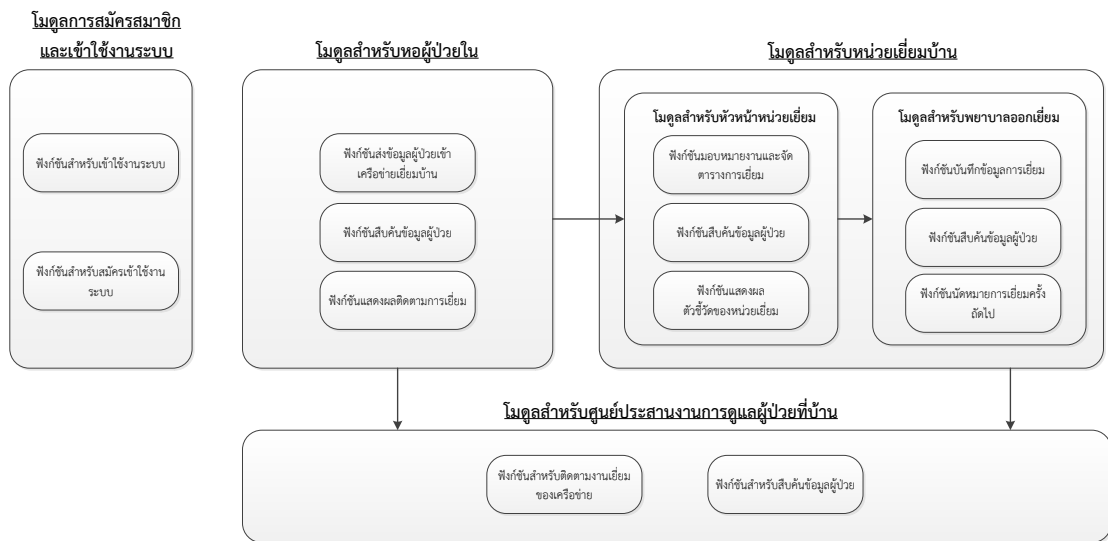 โมดูลการสมัครสมาชิก
และเข้าใช้งานระบบ
ฟังก์ชันสำหรับเข้าใช้งานระบบ
ฟังก์ชันสำหรับสมัครเข้าใช้งาน
ระบบ
โมดูลสำหรับหอผู้ป่วยใน
ฟังก์ชันส่งข้อมูลผู้ป่วยเข้า
เครือข่ายเยี่ยมบ้าน
ฟังก์ชันสืบค้นข้อมูลผู้ป่วย
ฟังก์ชันแสดงผลติดตามการเยี่ยม
โมดูลสำหรับหน่วยเยี่ยมบ้าน
โมดูลสำหรับหัวหน้าหน่วยเยี่ยม
ฟังก์ชันมอบหมายงานและจัด
ตารางการเยี่ยม
ฟังก์ชันสืบค้นข้อมูลผู้ป่วย
ฟังก์ชันแสดงผล
ตัวชี้วัดของหน่วยเยี่ยม
โมดูลสำหรับพยาบาลออกเยี่ยม
ฟังก์ชันบันทึกข้อมูลการเยี่ยม
ฟังก์ชันสืบค้นข้อมูลผู้ป่วย
ฟังก์ชันนัดหมายการเยี่ยมครั้ง
ถัดไป
โมดูลสำหรับศูนย์ประสานงานการดูแลผู้ป่วยที่บ้าน
ฟังก์ชันสำหรับติดตามงานเยี่ยม
ของเครือข่าย
ฟังก์ชันสำหรับสืบค้นข้อมูลผู้ป่วย